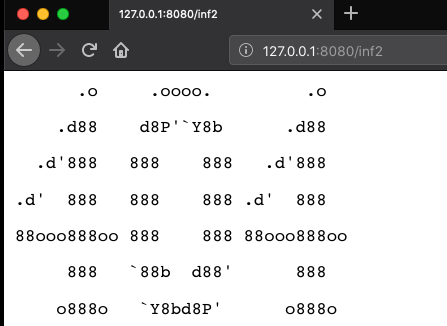 127.0.0.1:8080/inf2
127.0.0.1:8080/inf2
      .o     .oooo.         .o
    .d88    d8P'`Y8b      .d88
  .d'888   888    888   .d'888
.d'  888   888    888 .d'  888
88ooo888oo 888    888 88ooo888oo
     888   `88b  d88'      888
    o888o   `Y8bd8P'      o888o